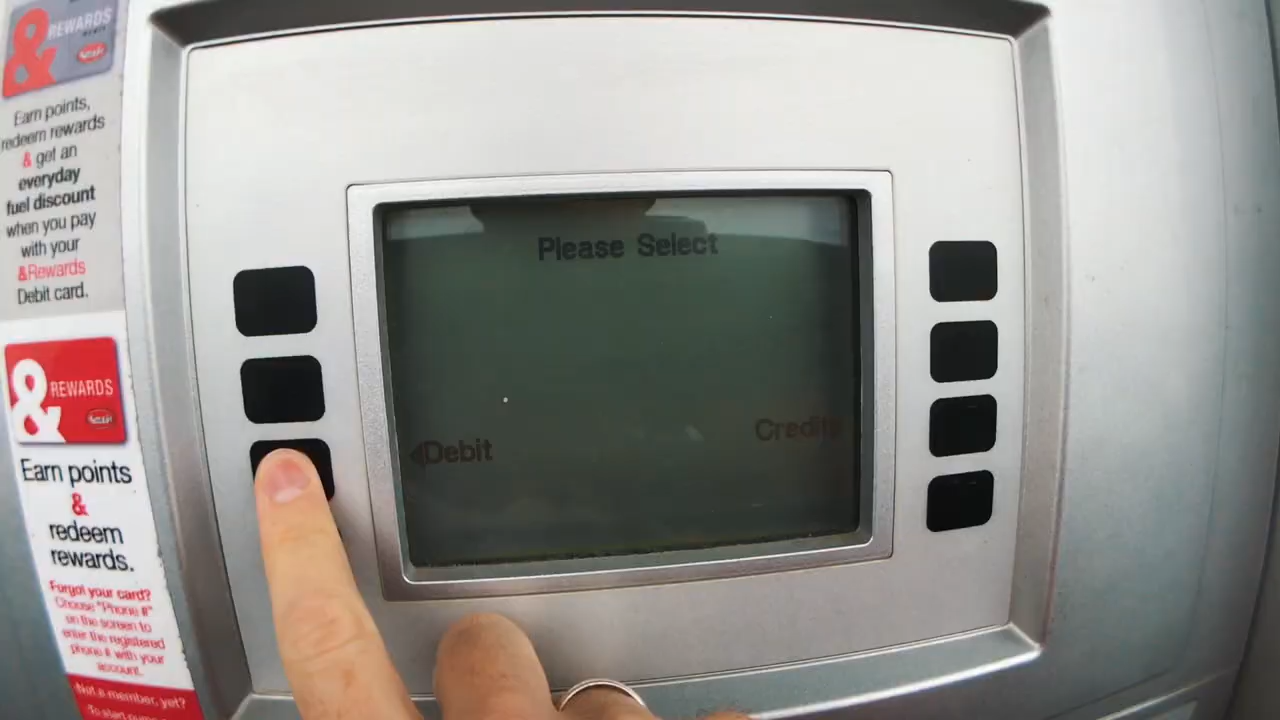 &REWARDS
Earn points,
redeem rewards
& get an
everyday
fuel discount
when you pay
with your
&Rewards
Debit card.
&REWARDS
Earn points
&
redeem
rewards.
Forgot your card?
Choose "Phone #"
on the screen to
enter the registered
phone # with your
account.
Not a member, yet?
Please Select
Debit
Credit